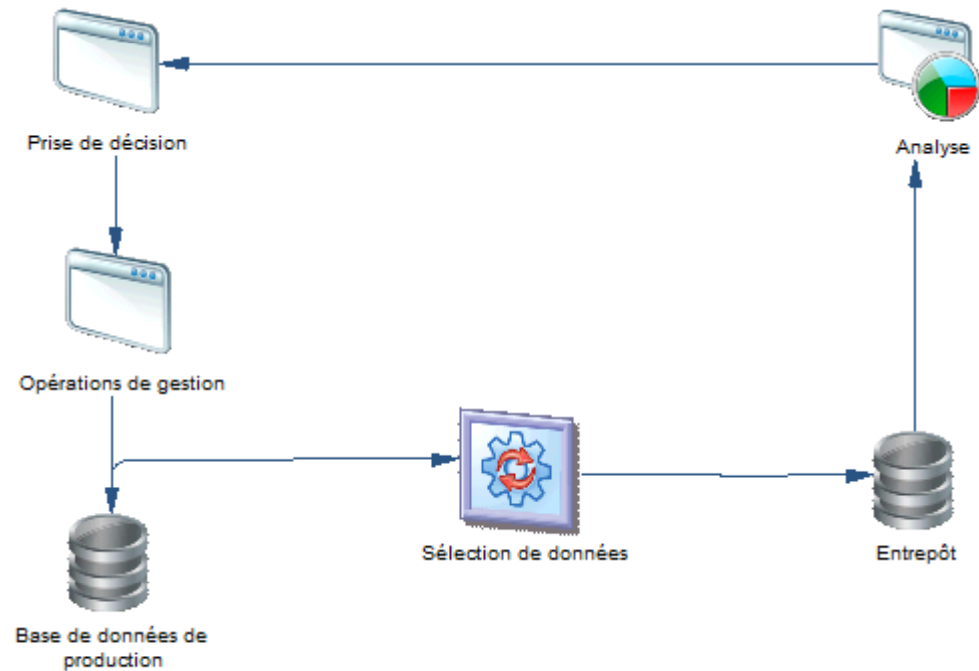 Prise de décision
Analyse
Opérations de gestion
Sélection de données
Entrepôt
Base de données de
production